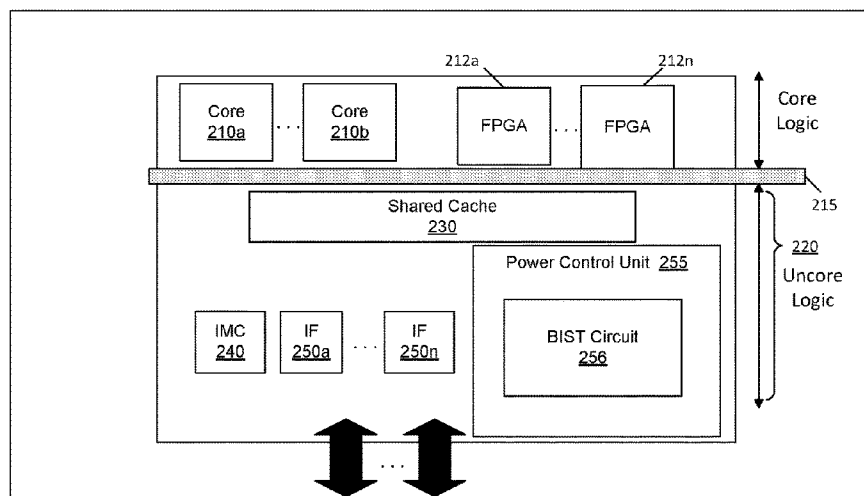 212a
212n
Core
210a
...
Core
210b
FPGA
...
FPGA
Core
Logic
215
Shared Cache
230
220
Uncore
Logic
Power Control Unit 255
IMC
240
IF
250a
...
IF
250n
BIST Circuit
256
...